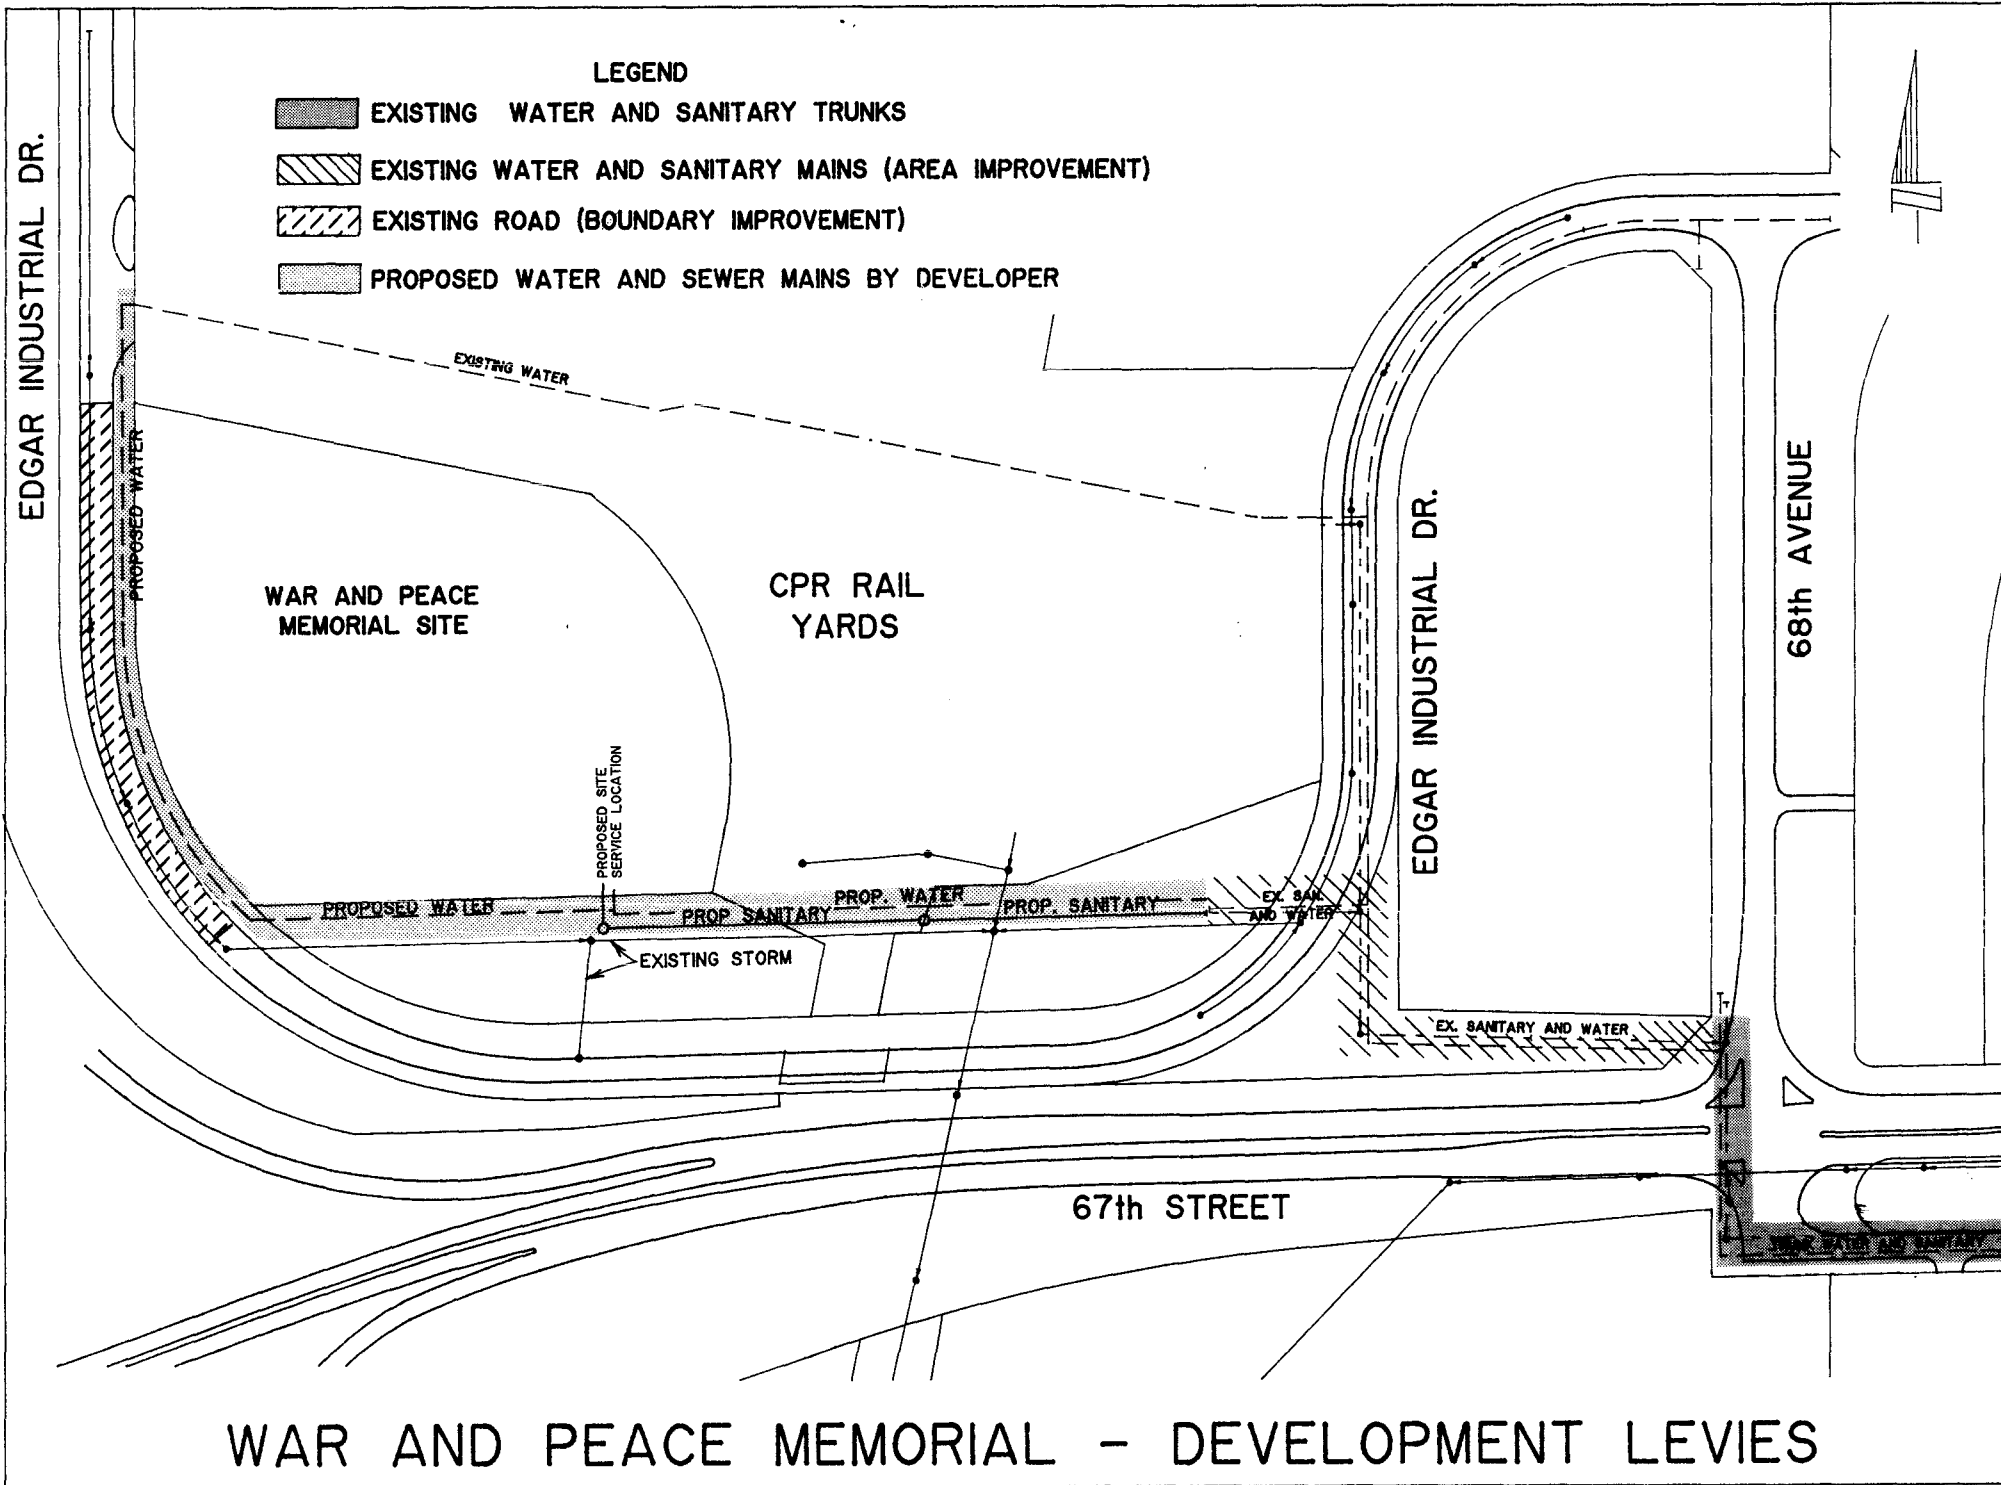 LEGEND
EXISTING WATER AND SANITARY TRUNKS
EXISTING WATER AND SANITARY MAINS (AREA IMPROVEMENT)
EXISTING ROAD (BOUNDARY IMPROVEMENT)
PROPOSED WATER AND SEWER MAINS BY DEVELOPER
EDGAR INDUSTRIAL DR.
EXISTING WATER
PROPOSED WATER
WAR AND PEACE
MEMORIAL SITE
CPR RAIL
YARDS
EDGAR INDUSTRIAL DR.
68th AVENUE
PROPOSED SITE
SERVICE LOCATION
PROPOSED WATER
PROP SANITARY
PROP. WATER
PROP. SANITARY
EX. SAN.
AND WATER
EXISTING STORM
EX. SANITARY AND WATER
67th STREET
WATER AND SANITARY
WAR AND PEACE MEMORIAL - DEVELOPMENT LEVIES